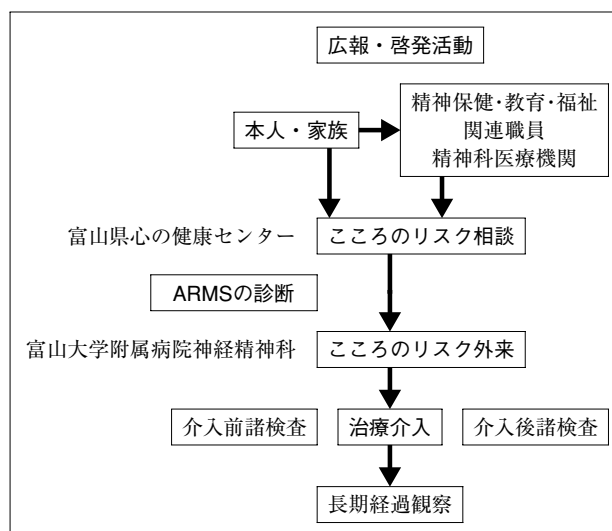 広報・啓発活動
本人・家族
精神保健・教育・福祉
関連職員
精神科医療機関
富山県心の健康センター
こころのリスク相談
ARMSの診断
富山大学附属病院神経精神科
こころのリスク外来
介入前諸検査
治療介入
介入後諸検査
長期経過観察